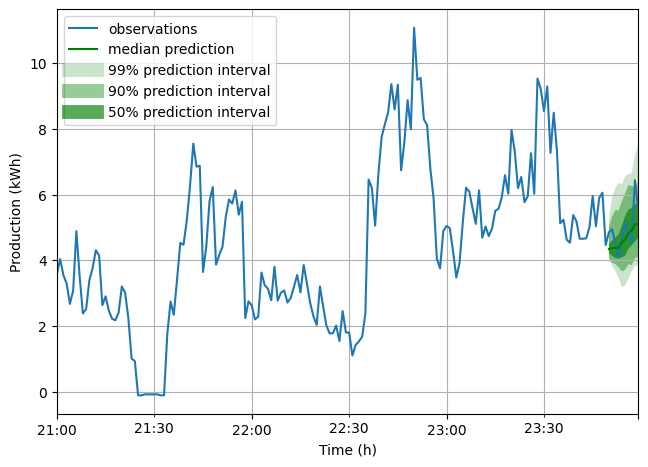 observations
median prediction
99% prediction interval
90% prediction interval
50% prediction interval
Production (kWh)
10
8
6
4
2
0
21:00 21:30 22:00 22:30 23:00 23:30
Time (h)